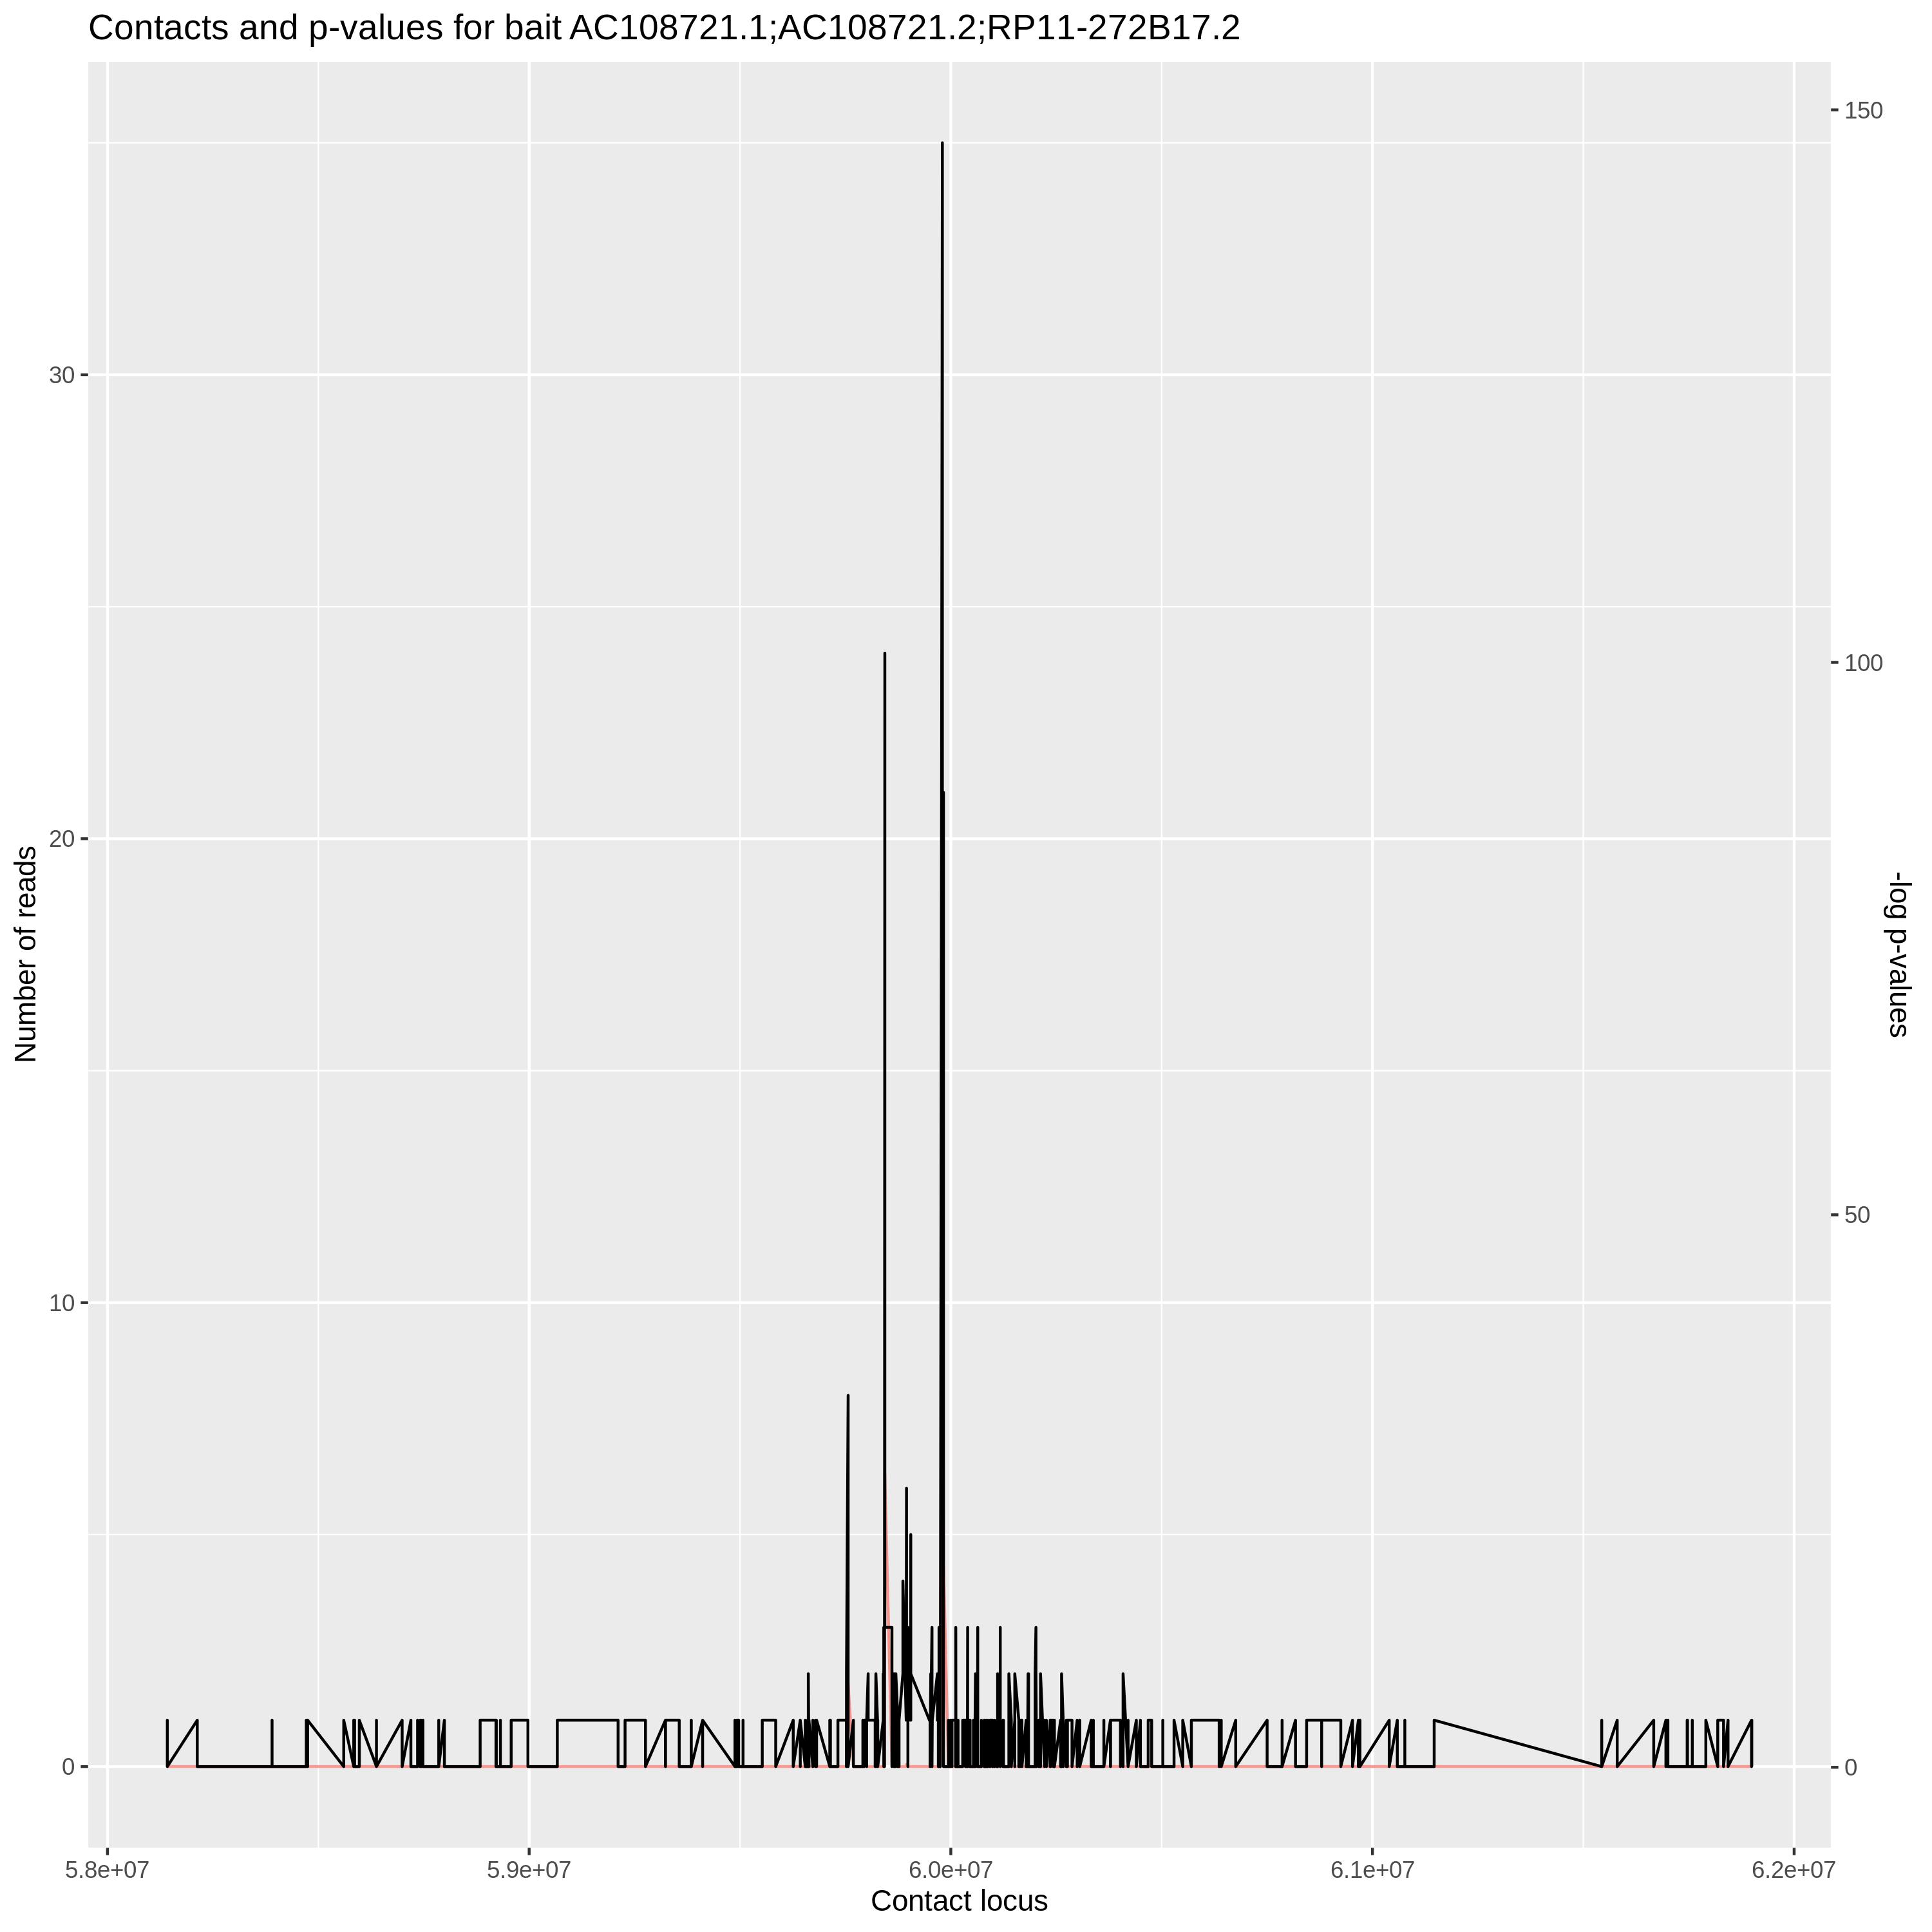 Contacts and p-values for bait AC108721.1;AC108721.2;RP11-272B17.2
150
30
100
20
Number of reads
-log p-values
50
10
0
0
5.8e+07
5.9e+07
6.0e+07
6.1e+07
6.2e+07
Contact locus